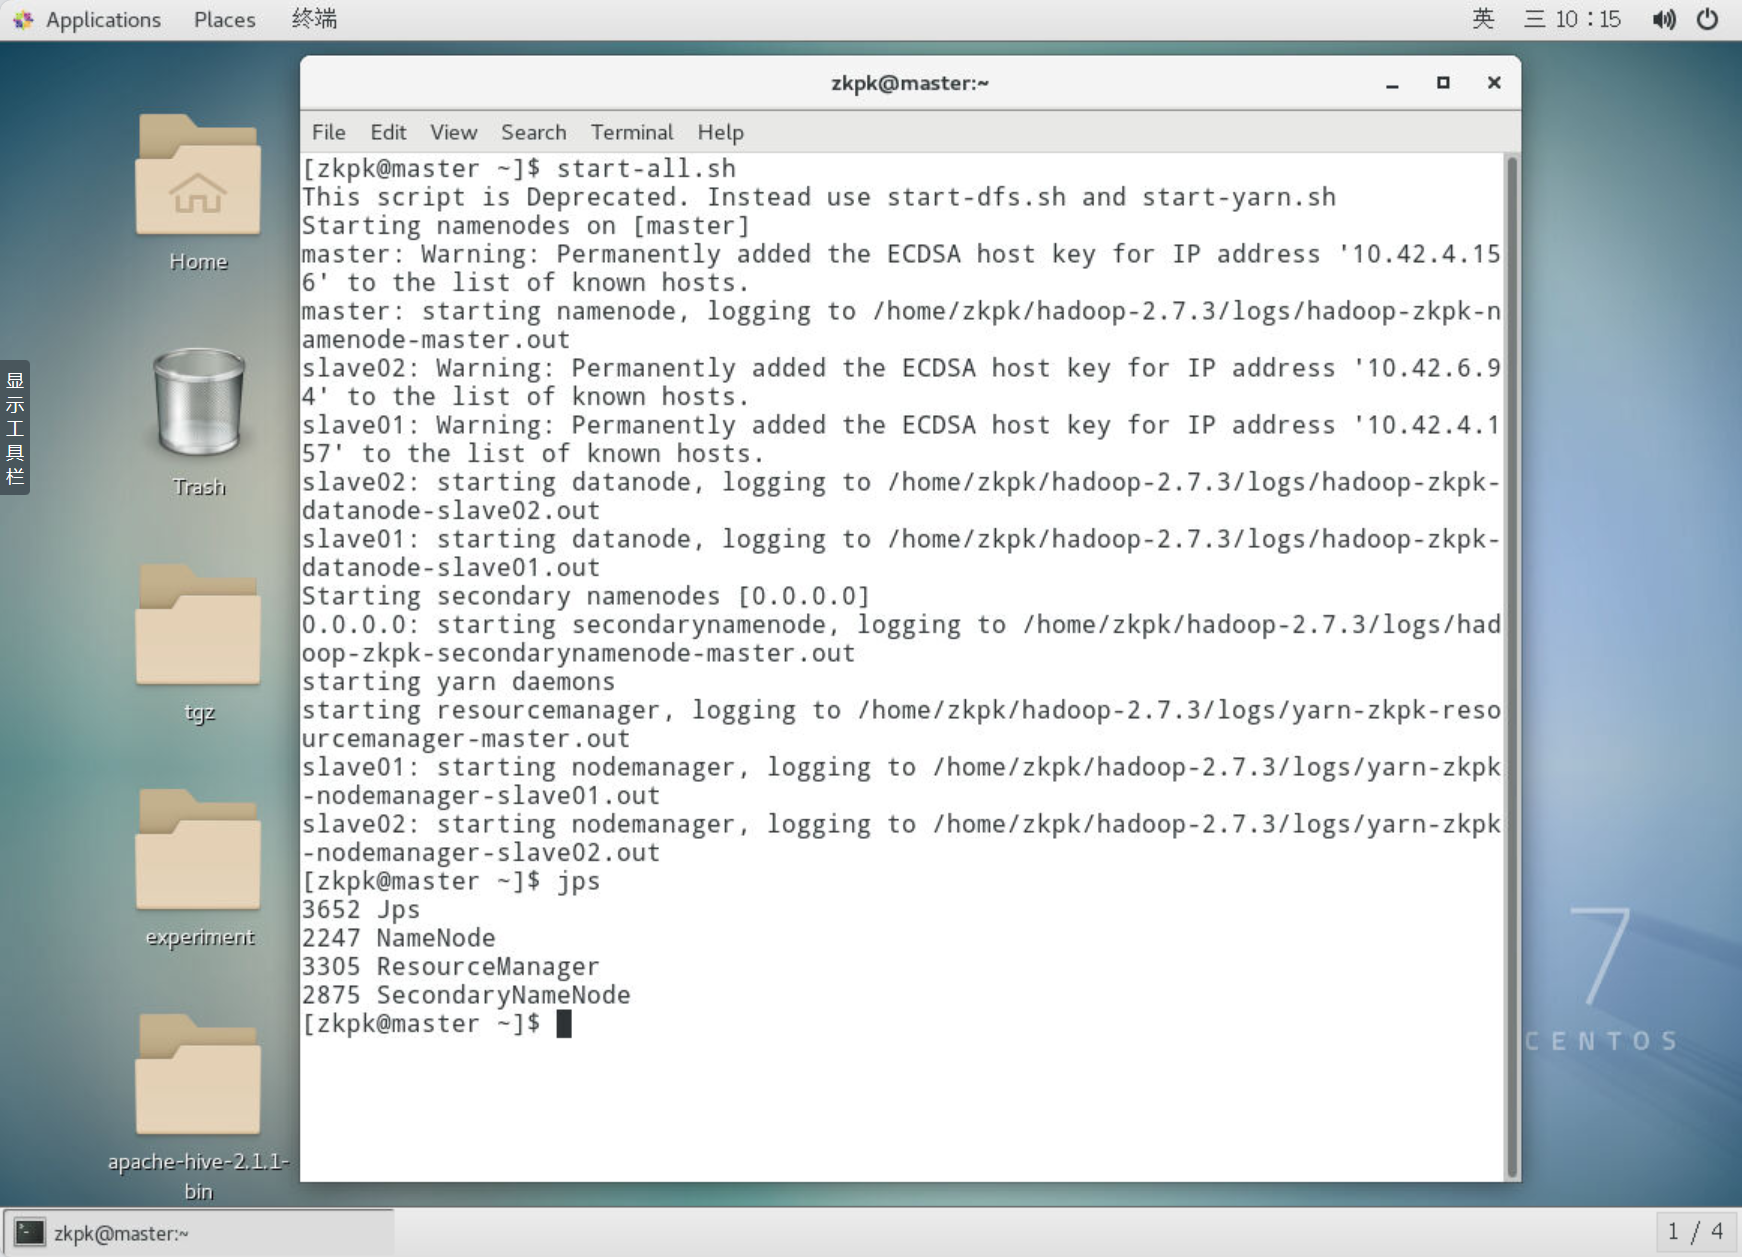 Applications Places 终端 英 三 10：15
zkpk@master:~
File Edit View Search Terminal Help
[zkpk@master ~]$ start-all.sh
This script is Deprecated. Instead use start-dfs.sh and start-yarn.sh
Starting namenodes on [master]
master: Warning: Permanently added the ECDSA host key for IP address '10.42.4.15
6' to the list of known hosts.
master: starting namenode, logging to /home/zkpk/hadoop-2.7.3/logs/hadoop-zkpk-n
amenode-master.out
slave02: Warning: Permanently added the ECDSA host key for IP address '10.42.6.9
4' to the list of known hosts.
slave01: Warning: Permanently added the ECDSA host key for IP address '10.42.4.1
57' to the list of known hosts.
slave02: starting datanode, logging to /home/zkpk/hadoop-2.7.3/logs/hadoop-zkpk-
datanode-slave02.out
slave01: starting datanode, logging to /home/zkpk/hadoop-2.7.3/logs/hadoop-zkpk-
datanode-slave01.out
Starting secondary namenodes [0.0.0.0]
0.0.0.0: starting secondarynamenode, logging to /home/zkpk/hadoop-2.7.3/logs/had
oop-zkpk-secondarynamenode-master.out
starting yarn daemons
starting resourcemanager, logging to /home/zkpk/hadoop-2.7.3/logs/yarn-zkpk-reso
urcemanager-master.out
slave01: starting nodemanager, logging to /home/zkpk/hadoop-2.7.3/logs/yarn-zkpk
-nodemanager-slave01.out
slave02: starting nodemanager, logging to /home/zkpk/hadoop-2.7.3/logs/yarn-zkpk
-nodemanager-slave02.out
[zkpk@master ~]$ jps
3652 Jps
2247 NameNode
3305 ResourceManager
2875 SecondaryNameNode
[zkpk@master ~]$
Home
显示工具栏
Trash
tgz
experiment
apache-hive-2.1.1-
bin
7
CENTOS
zkpk@master:~
1 / 4